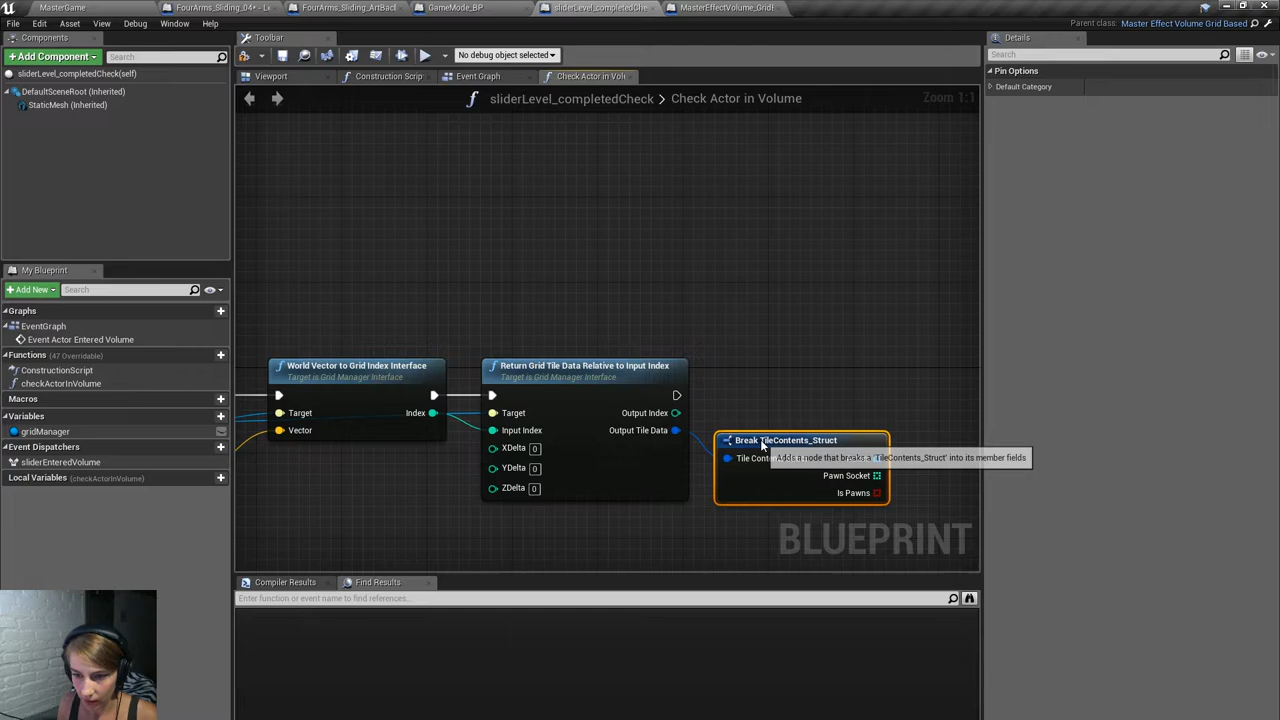 MasterGame
FourArms_Sliding_04* - Le
FourArms_Sliding_ArtBacl
GameMode_BP
sliderLevel_completedChe
MasterEffectVolume_Gridl
File Edit Asset View Debug Window Help
Parent class: Master Effect Volume Grid Based
Components
Toolbar
Details
+Add Component
Search
No debug object selected
Search
sliderLevel_completedCheck(self)
Viewport
Construction Scrip
Event Graph
Check Actor in Volu
Pin Options
DefaultSceneRoot (Inherited)
StaticMesh (Inherited)
sliderLevel_completedCheck > Check Actor in Volume
Zoom 1:1
Default Category
My Blueprint
+Add New
Search
Graphs
EventGraph
Event Actor Entered Volume
Functions (47 Overridable)
ConstructionScript
checkActorInVolume
Macros
Variables
gridManager
Event Dispatchers
sliderEnteredVolume
Local Variables (checkActorInVolume)
World Vector to Grid Index Interface
Target is Grid Manager Interface
Target
Index
Vector
Return Grid Tile Data Relative to Input Index
Target is Grid Manager Interface
Target
Output Index
Input Index
Output Tile Data
XDelta 0
YDelta 0
ZDelta 0
Break TileContents_Struct
Tile Conten
Adds a node that breaks a 'TileContents_Struct' into its member fields
Pawn Socket
Is Pawns
BLUEPRINT
Compiler Results
Find Results
Enter function or event name to find references...